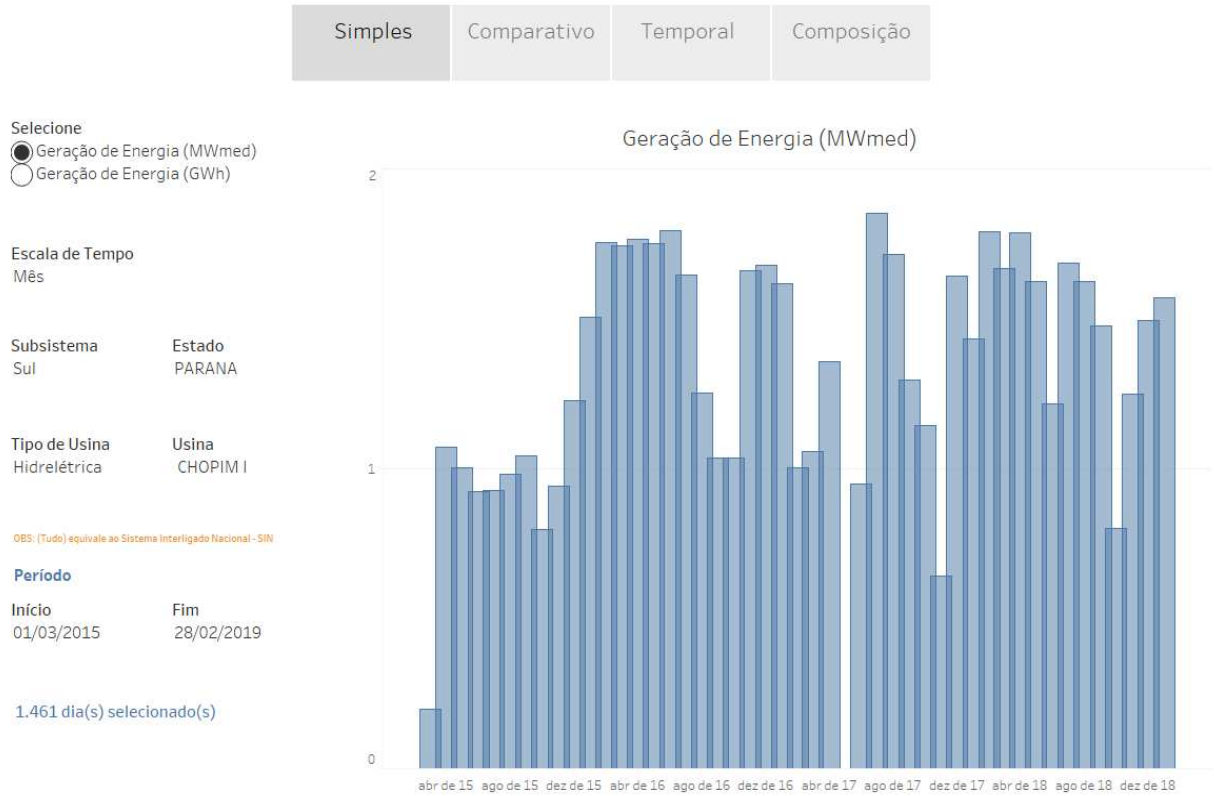 Simples Comparativo Temporal Composição
Selecione
Geração de Energia (MWmed)
Geração de Energia (GWh)
Escala de Tempo
Mês
Subsistema Estado
Sul PARANA
Tipo de Usina Usina
Hidrelétrica CHOPIM I
OBS: (Tudo) equivale ao Sistema Interligado Nacional - SIN
Período
Início Fim
01/03/2015 28/02/2019
1.461 dia(s) selecionado(s)
Geração de Energia (MWmed)
2
1
0
abr de 15 ago de 15 dez de 15 abr de 16 ago de 16 dez de 16 abr de 17 ago de 17 dez de 17 abr de 18 ago de 18 dez de 18